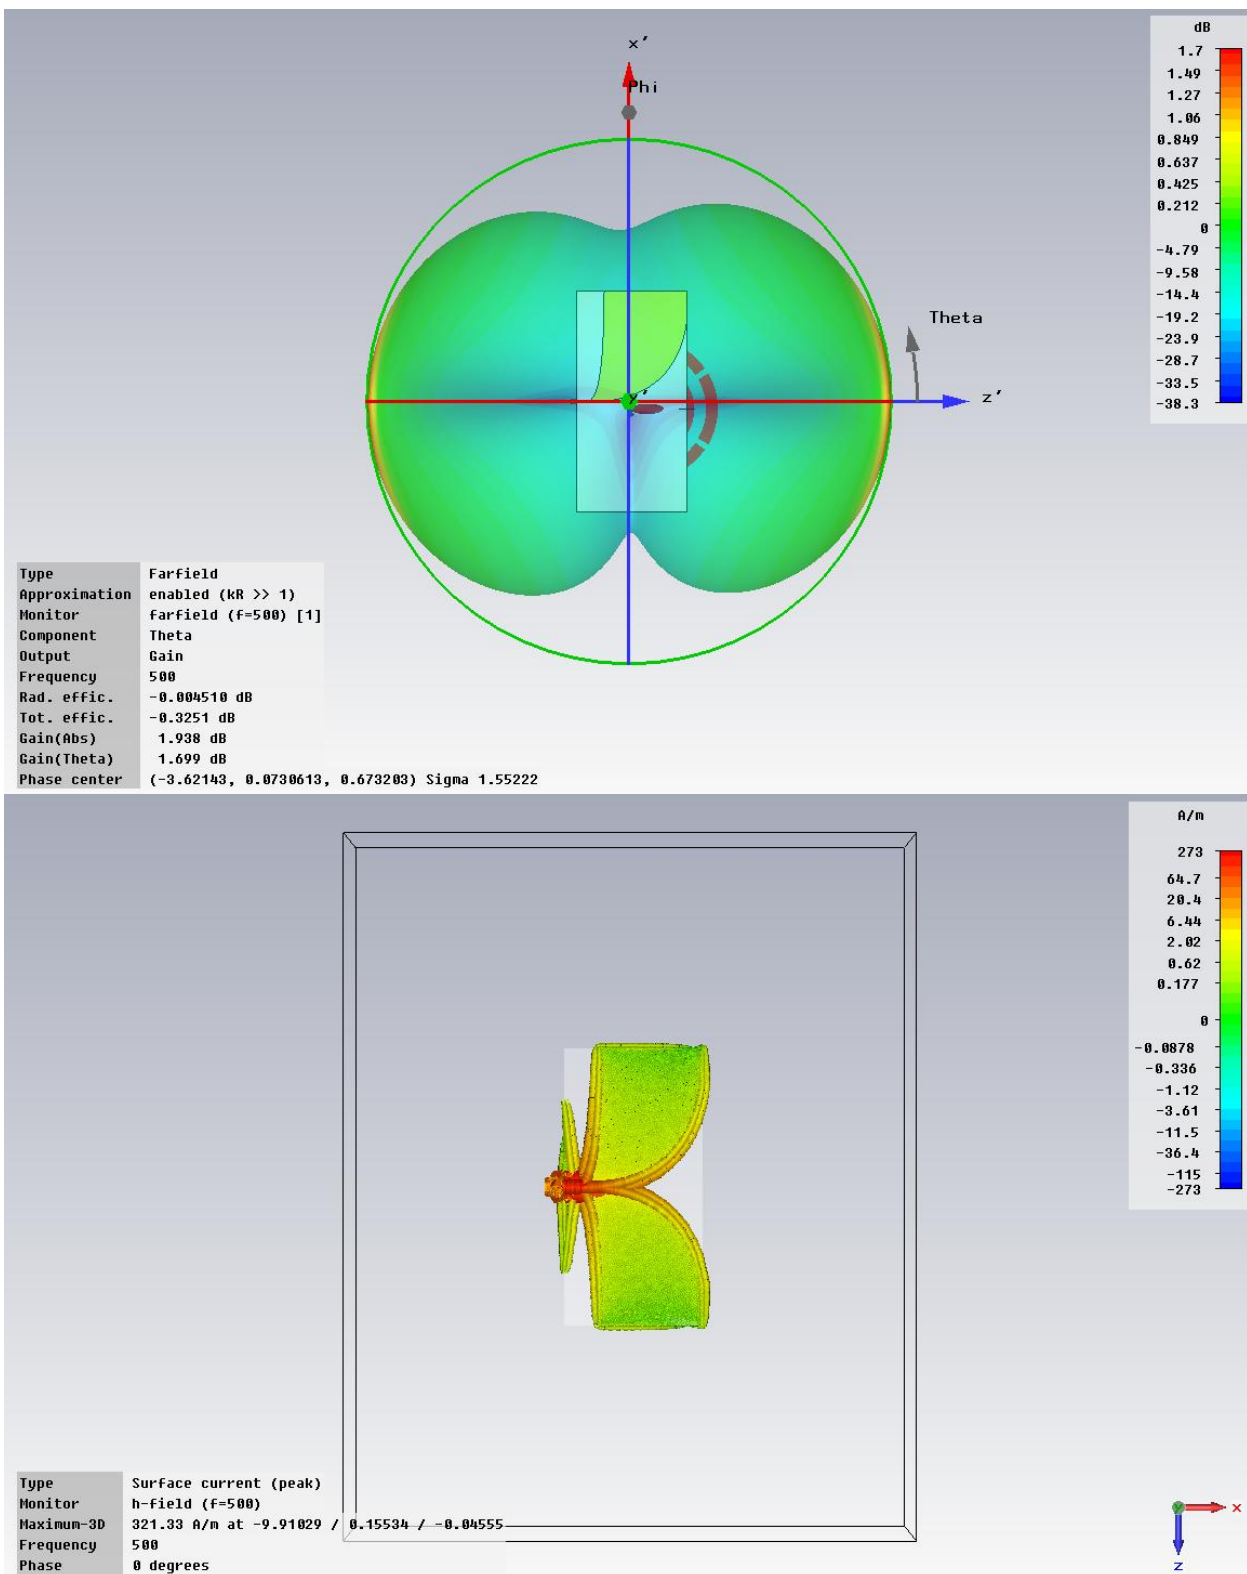 dB
1.7
1.49
1.27
1.06
0.849
0.637
0.425
0.212
0
-4.79
-9.58
-14.4
-19.2
-23.9
-28.7
-33.5
-38.3
x'
Phi
Theta
y'
z'
Type Farfield
Approximation enabled (kR >> 1)
Monitor farfield (f=500) [1]
Component Theta
Output Gain
Frequency 500
Rad. effic. -0.004510 dB
Tot. effic. -0.3251 dB
Gain(Abs) 1.938 dB
Gain(Theta) 1.699 dB
Phase center (-3.62143, 0.0730613, 0.673203) Sigma 1.55222
A/m
273
64.7
20.4
6.44
2.02
0.62
0.177
0
-0.0878
-0.336
-1.12
-3.61
-11.5
-36.4
-115
-273
Type Surface current (peak)
Monitor h-field (f=500)
Maximum-3D 321.33 A/m at -9.91029 / 0.15534 / -0.04555
Frequency 500
Phase 0 degrees
y
x
z